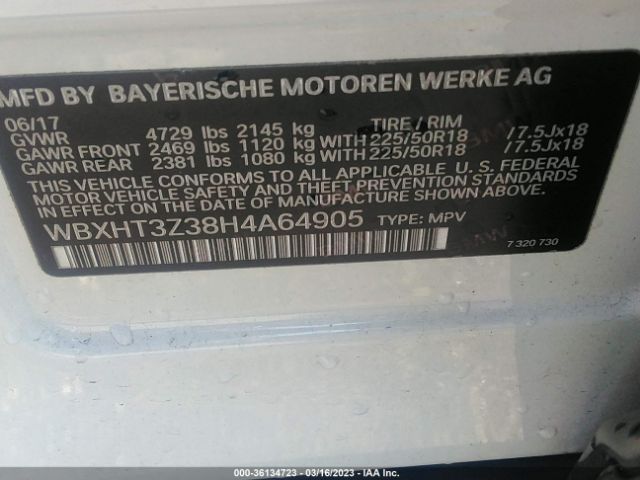 MFD BY BAYERISCHE MOTOREN WERKE AG
06/17 TIRE / RIM
GVWR 4729 lbs 2145 kg
GAWR FRONT 2469 lbs 1120 kg WITH 225/50R18 /7.5Jx18
GAWR REAR 2381 lbs 1080 kg WITH 225/50R18 /7.5Jx18
THIS VEHICLE CONFORMS TO ALL APPLICABLE U.S. FEDERAL
MOTOR VEHICLE SAFETY AND THEFT PREVENTION STANDARDS
IN EFFECT ON THE DATE OF MANUFACTURE SHOWN ABOVE.
WBXHT3Z38H4A64905 TYPE: MPV
7 320 730
000-36134723 - 03/16/2023 - IAA Inc.